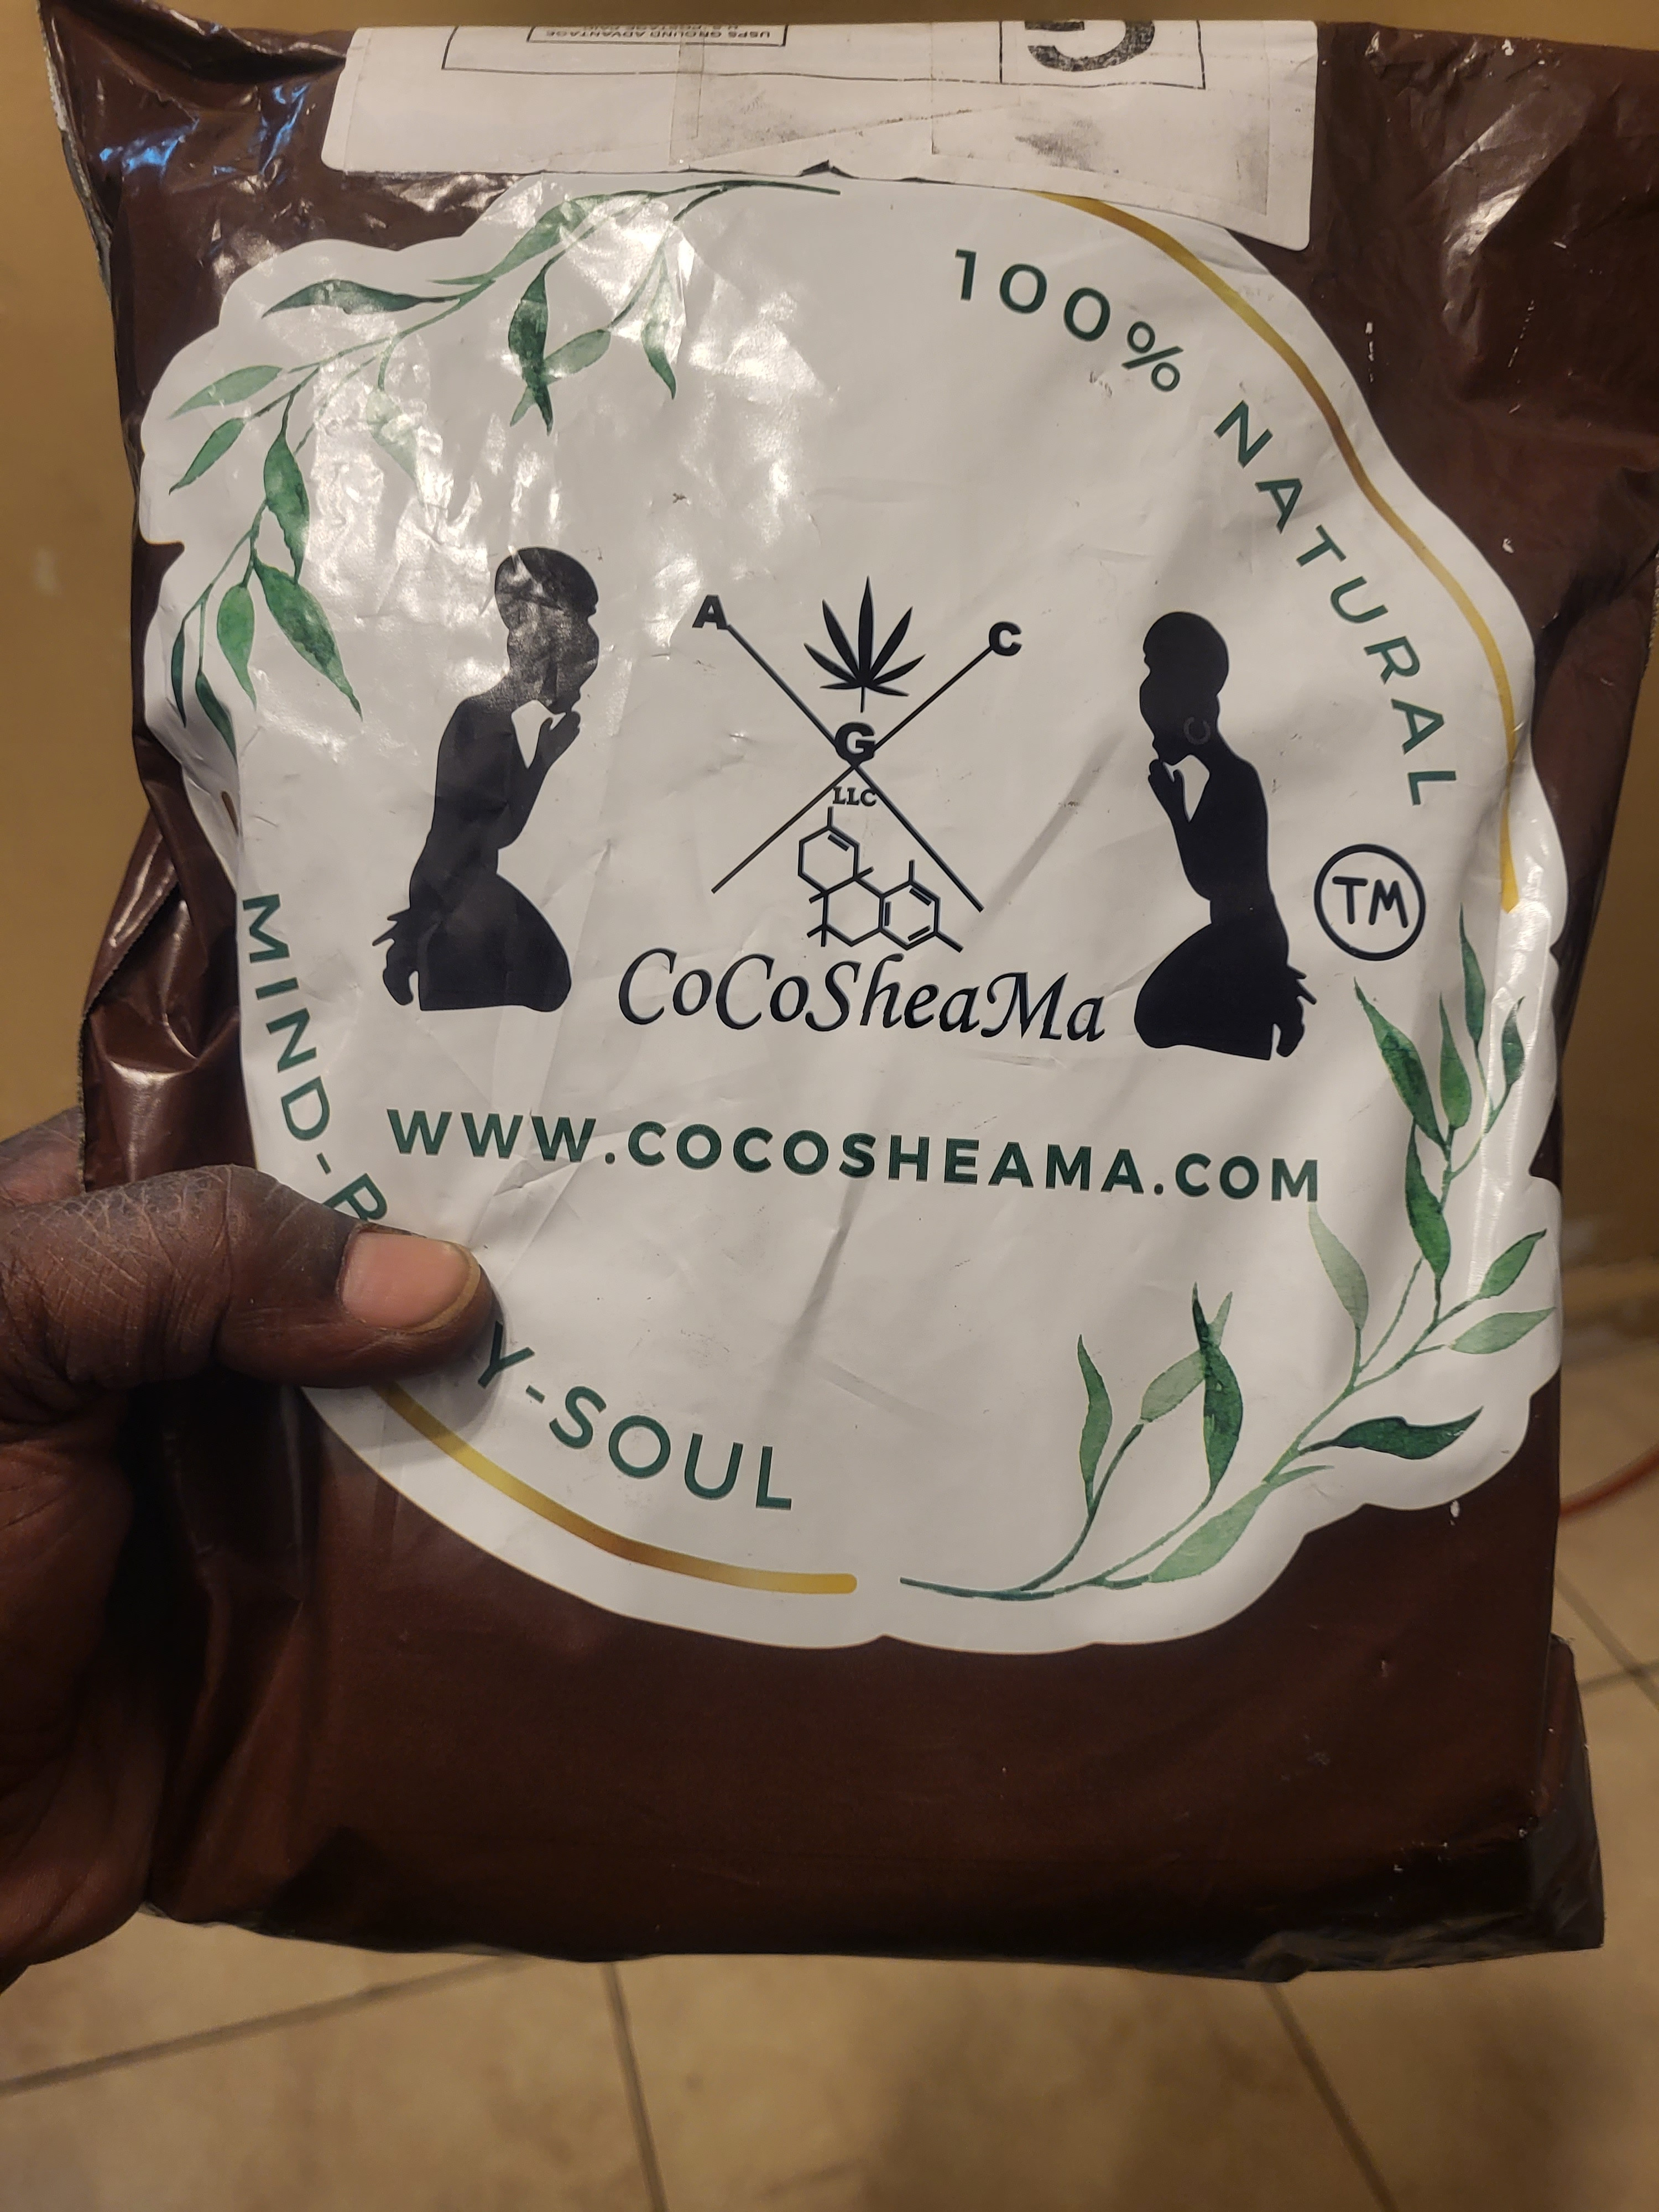 USPS GROUND ADVANTAGE
G
100% NATURAL
A
C
G
LLC
TM
CoCoSheaMa
WWW.COCOSHEAMA.COM
MIND-B
Y-SOUL